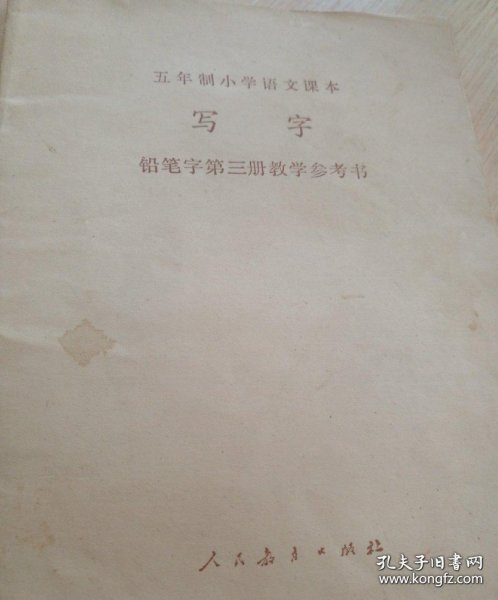 五年制小学语文课本
写字
铅笔字第三册教学参考书
人民教育出版社
孔夫子旧书网
www.kongfz.com